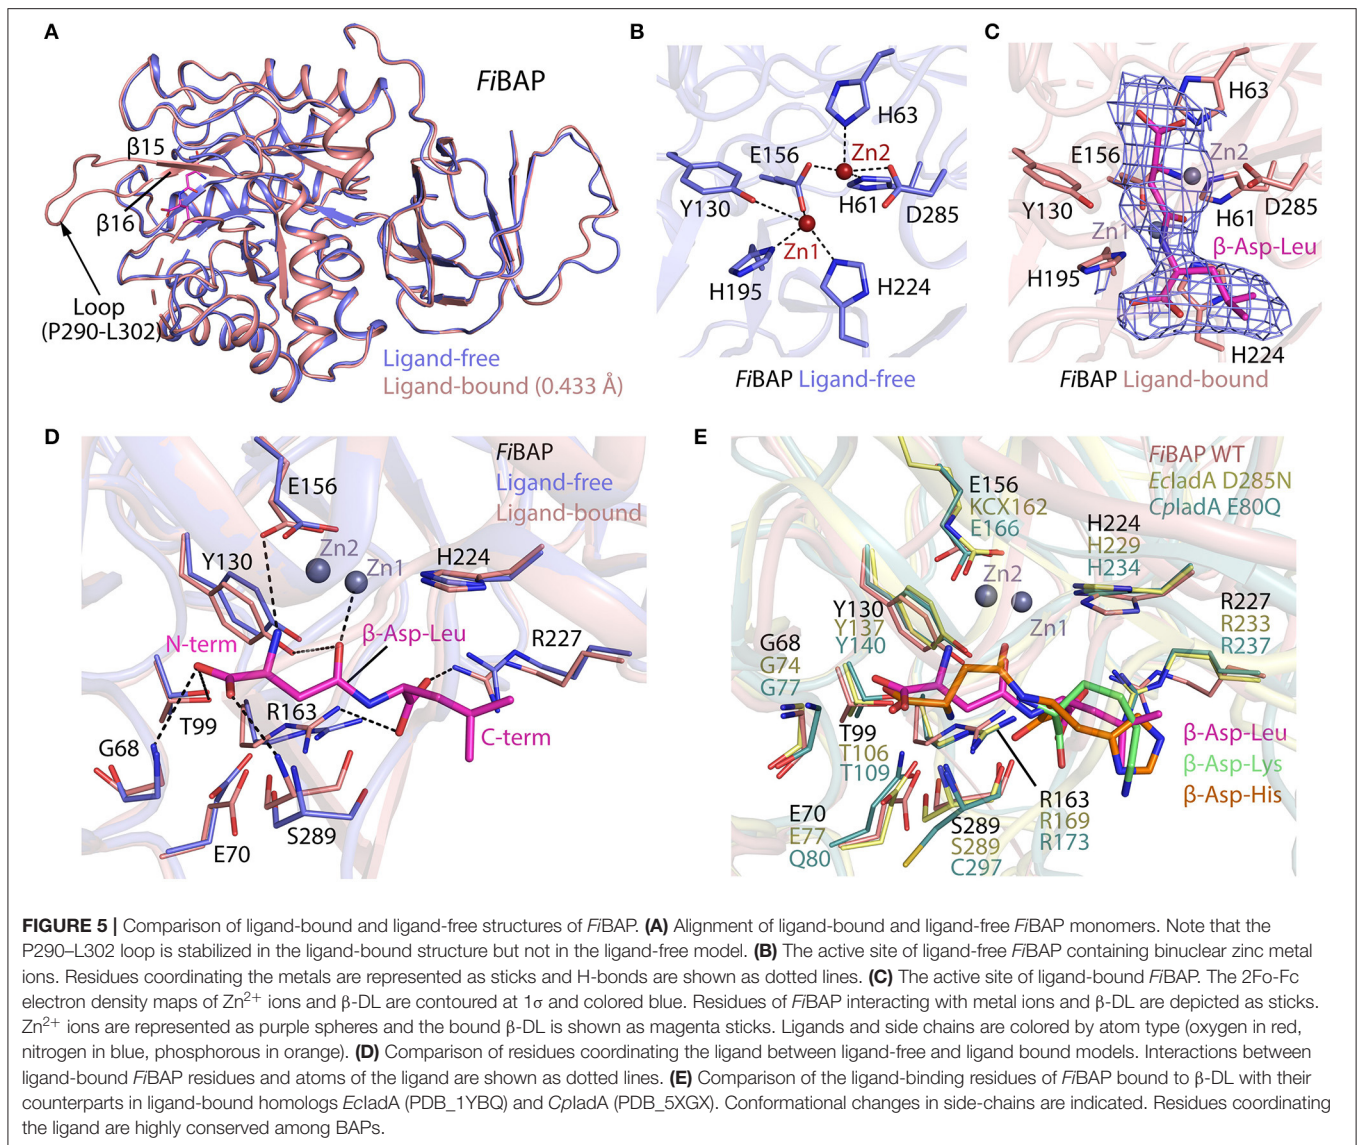 A
FiBAP
β15
β16
Loop
(P290-L302)
Ligand-free
Ligand-bound (0.433 Å)
B
H63
E156
Zn2
Y130
H61
D285
Zn1
H195
H224
FiBAP Ligand-free
C
H63
E156
Zn2
Y130
H61
D285
Zn1
β-Asp-Leu
H195
H224
FiBAP Ligand-bound
D
FiBAP
Ligand-free
Ligand-bound
E156
Zn2
Zn1
Y130
H224
N-term
β-Asp-Leu
R227
T99
R163
G68
C-term
E70
S289
E
FiBAP WT
EcIadA D285N
CpIadA E80Q
E156
KCX162
E166
H224
H229
H234
Zn2
Zn1
Y130
Y137
Y140
R227
R233
R237
G68
G74
G77
T99
T106
T109
β-Asp-Leu
β-Asp-Lys
β-Asp-His
E70
E77
Q80
S289
S289
C297
R163
R169
R173
FIGURE 5 | Comparison of ligand-bound and ligand-free structures of FiBAP. (A) Alignment of ligand-bound and ligand-free FiBAP monomers. Note that the
P290–L302 loop is stabilized in the ligand-bound structure but not in the ligand-free model. (B) The active site of ligand-free FiBAP containing binuclear zinc metal
ions. Residues coordinating the metals are represented as sticks and H-bonds are shown as dotted lines. (C) The active site of ligand-bound FiBAP. The 2Fo-Fc
electron density maps of Zn²⁺ ions and β-DL are contoured at 1σ and colored blue. Residues of FiBAP interacting with metal ions and β-DL are depicted as sticks.
Zn²⁺ ions are represented as purple spheres and the bound β-DL is shown as magenta sticks. Ligands and side chains are colored by atom type (oxygen in red,
nitrogen in blue, phosphorous in orange). (D) Comparison of residues coordinating the ligand between ligand-free and ligand bound models. Interactions between
ligand-bound FiBAP residues and atoms of the ligand are shown as dotted lines. (E) Comparison of the ligand-binding residues of FiBAP bound to β-DL with their
counterparts in ligand-bound homologs EcIadA (PDB_1YBQ) and CpIadA (PDB_5XGX). Conformational changes in side-chains are indicated. Residues coordinating
the ligand are highly conserved among BAPs.